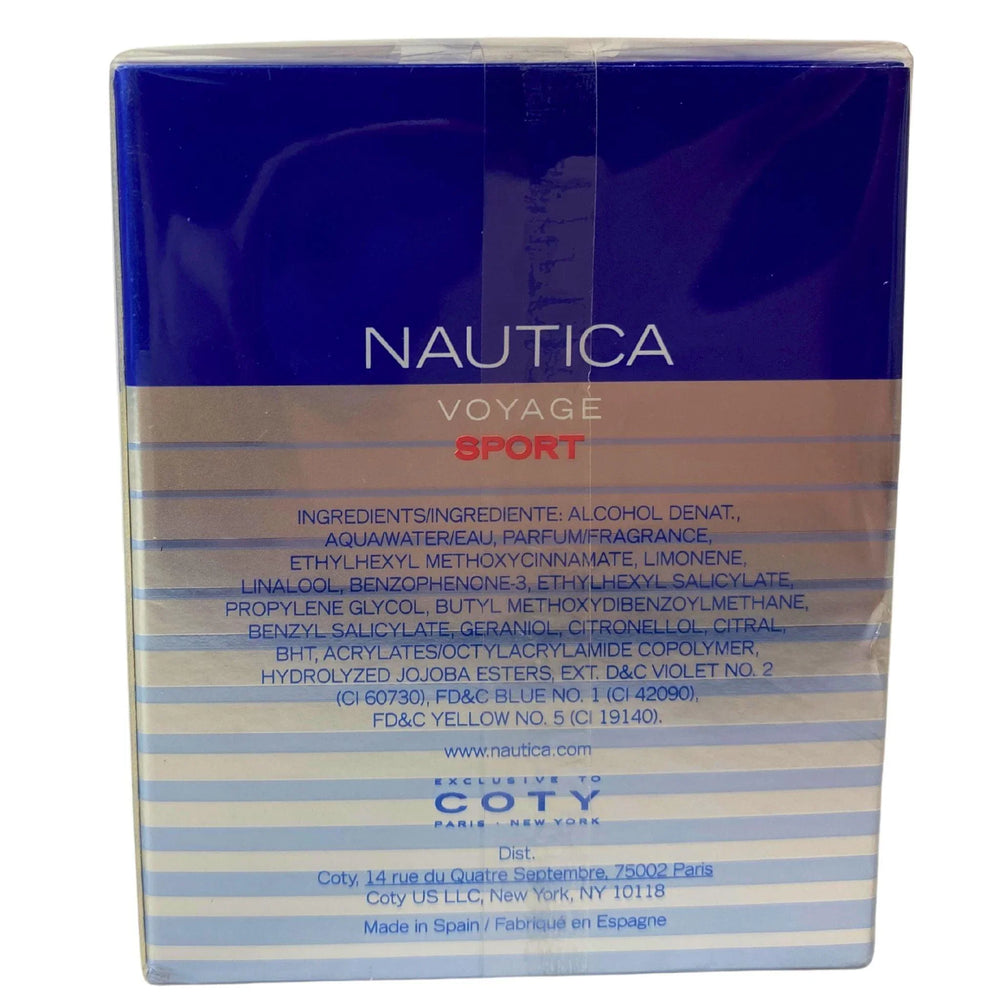 NAUTICA
VOYAGE
SPORT
INGREDIENTS/INGREDIENTE: ALCOHOL DENAT.,
AQUA/WATER/EAU, PARFUM/FRAGRANCE,
ETHYLHEXYL METHOXYCINNAMATE, LIMONENE,
LINALOOL, BENZOPHENONE-3, ETHYLHEXYL SALICYLATE,
PROPYLENE GLYCOL, BUTYL METHOXYDIBENZOYLMETHANE,
BENZYL SALICYLATE, GERANIOL, CITRONELLOL, CITRAL,
BHT, ACRYLATES/OCTYLACRYLAMIDE COPOLYMER,
HYDROLYZED JOJOBA ESTERS, EXT. D&C VIOLET NO. 2
(CI 60730), FD&C BLUE NO. 1 (CI 42090),
FD&C YELLOW NO. 5 (CI 19140).
www.nautica.com
EXCLUSIVE TO
COTY
PARIS · NEW YORK
Dist.
Coty, 14 rue du Quatre Septembre, 75002 Paris
Coty US LLC, New York, NY 10118
Made in Spain / Fabriqué en Espagne